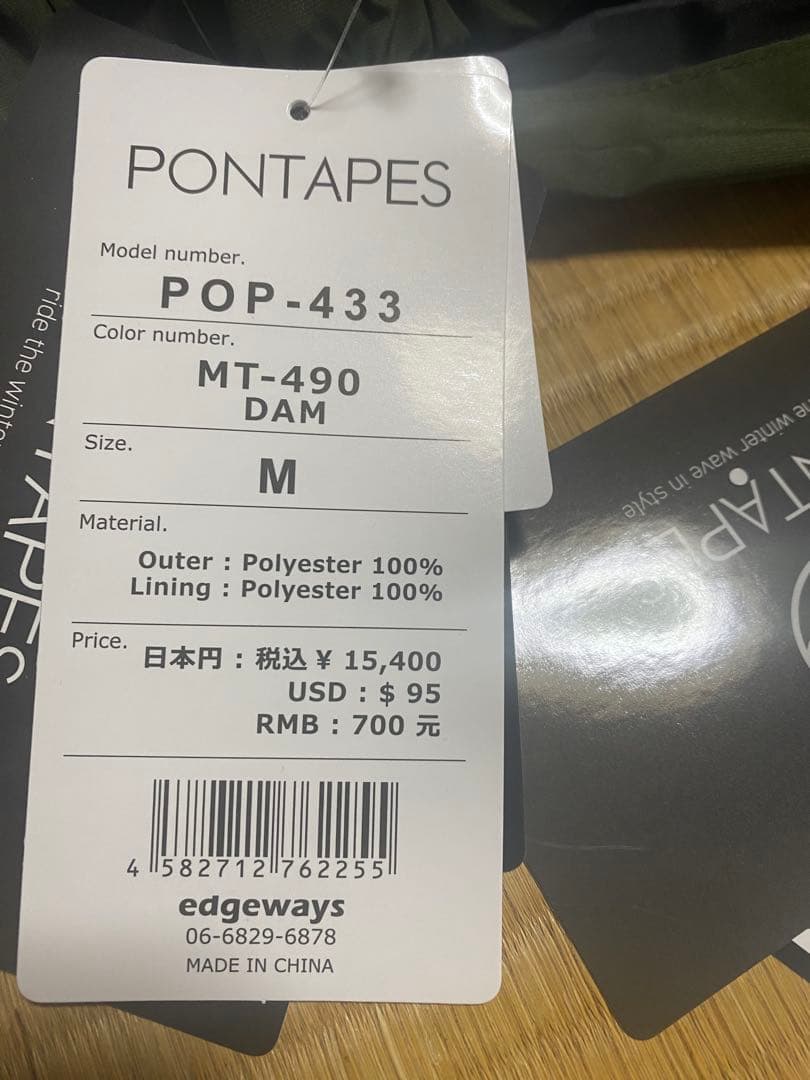 PONTAPES
Model number.
POP-433
Color number.
MT-490
DAM
Size.
M
Material.
Outer : Polyester 100%
Lining : Polyester 100%
Price.
日本円 : 税込 ¥ 15,400
USD : $ 95
RMB : 700 元
4 582712 762255
edgeways
06-6829-6878
MADE IN CHINA
ride the winter
winter wave in style